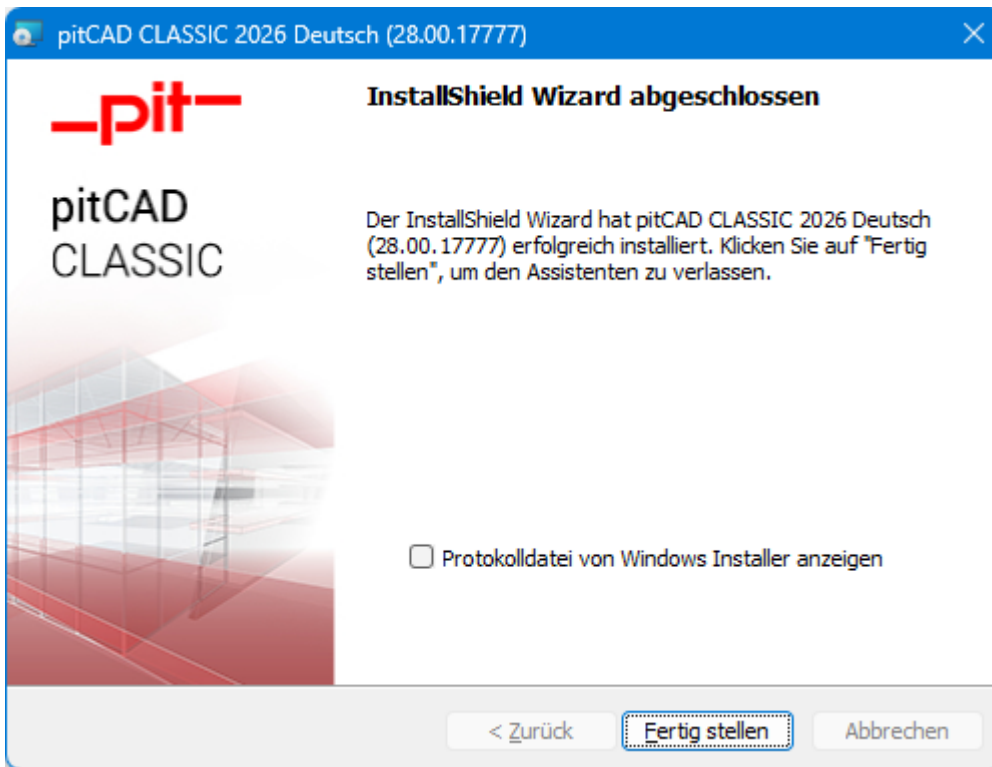 pitCAD CLASSIC 2026 Deutsch (28.00.17777)
pit
pitCAD
CLASSIC
InstallShield Wizard abgeschlossen
Der InstallShield Wizard hat pitCAD CLASSIC 2026 Deutsch
(28.00.17777) erfolgreich installiert. Klicken Sie auf "Fertig
stellen", um den Assistenten zu verlassen.
Protokolldatei von Windows Installer anzeigen
< Zurück
Fertig stellen
Abbrechen